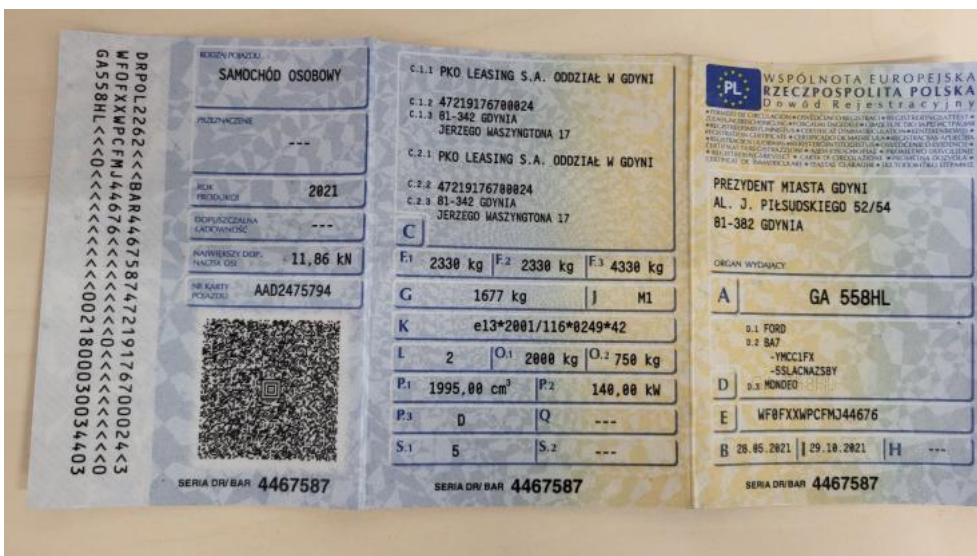 DRPOL2262<<BAR44675874721917670002 4<3
WF0FXXWPCFMJ44676<<<<<<<
GA558HL<<0<<<<<<<<<002180003003 4403
RODZAJ POJAZDU
SAMOCHÓD OSOBOWY
PRZEZNACZENIE
---
ROK PRODUKCJI
2021
DOPUSZCZALNA ŁADOWNOŚĆ
---
NAJWIĘKSZY DOP. NACISK OSI
11,86 kN
NR KARTY POJAZDU
AAD2475794
SERIA DR/BAR 4467587
C.1.1 PKO LEASING S.A. ODDZIAŁ W GDYNI
C.1.2 47219176700024
C.1.3 81-342 GDYNIA
JERZEGO WASZYNGTONA 17
C.2.1 PKO LEASING S.A. ODDZIAŁ W GDYNI
C.2.2 47219176700024
C.2.3 81-342 GDYNIA
JERZEGO WASZYNGTONA 17
C
F.1 2330 kg F.2 2330 kg F.3 4330 kg
G 1677 kg J M1
K e13*2001/116*0249*42
L 2 O.1 2000 kg O.2 750 kg
P.1 1995,00 cm³ P.2 140,00 kW
P.3 D Q ---
S.1 5 S.2 ---
SERIA DR/BAR 4467587
PL
WSPÓLNOTA EUROPEJSKA
RZECZPOSPOLITA POLSKA
Dowód Rejestracyjny
PREZYDENT MIASTA GDYNI
AL. J. PIŁSUDSKIEGO 52/54
81-382 GDYNIA
ORGAN WYDAJĄCY
A GA 558HL
D.1 FORD
D.2 BA7
-YMCC1FX
-5SLACNAZSBY
D D.3 MONDEO
E WF0FXXWPCFMJ44676
B 28.05.2021 I 29.10.2021 H ---
SERIA DR/BAR 4467587